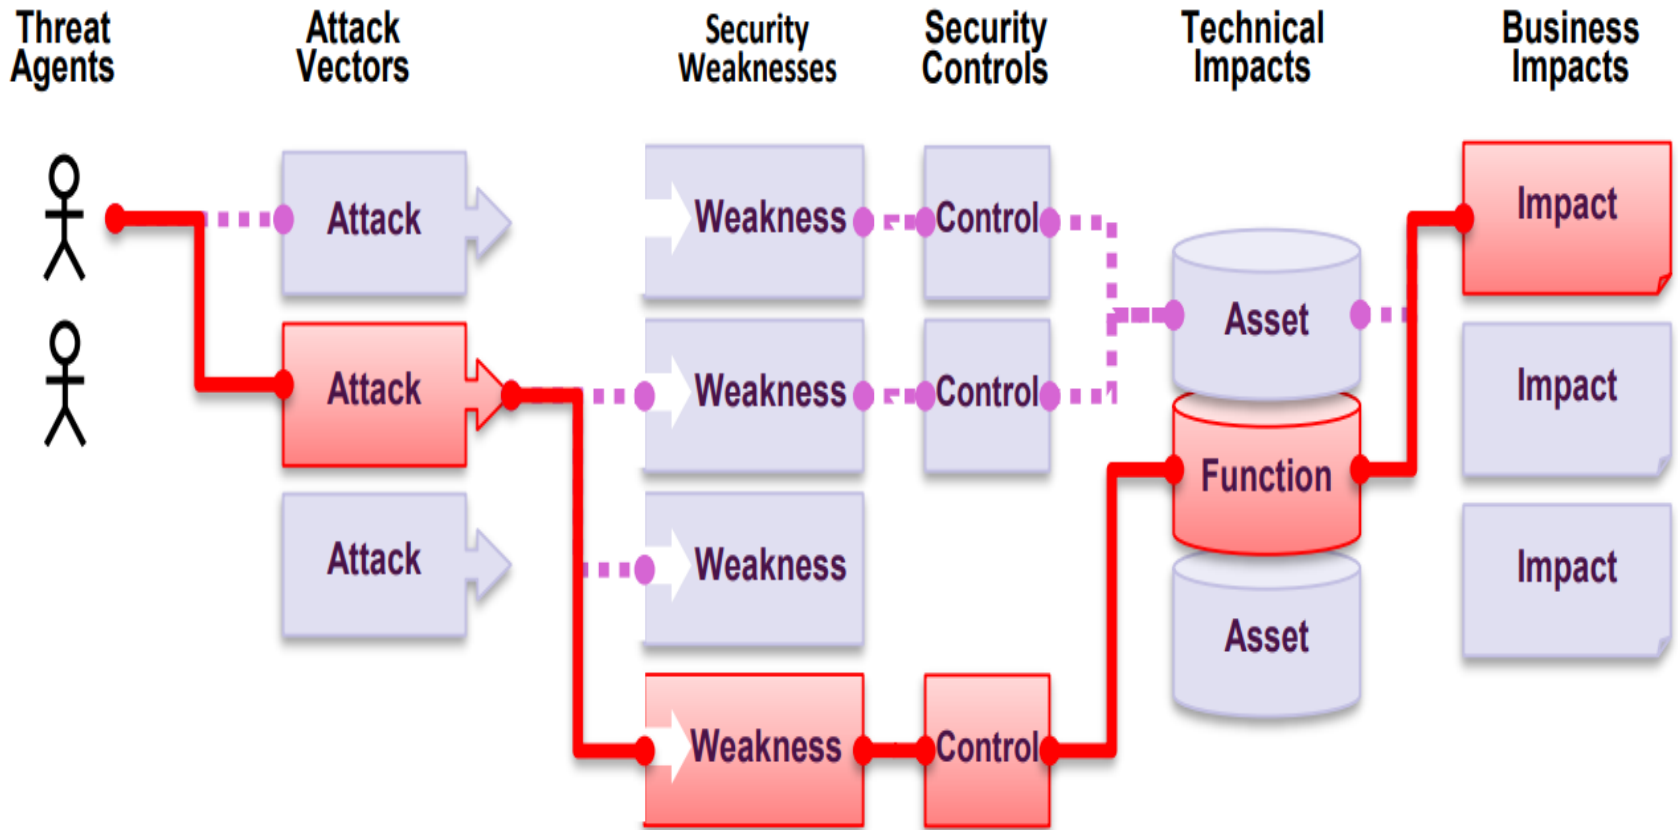 Threat
Agents
Attack
Vectors
Security
Weaknesses
Security
Controls
Technical
Impacts
Business
Impacts
Attack
Weakness
Control
Impact
Asset
Attack
Weakness
Control
Impact
Function
Attack
Weakness
Impact
Asset
Weakness
Control